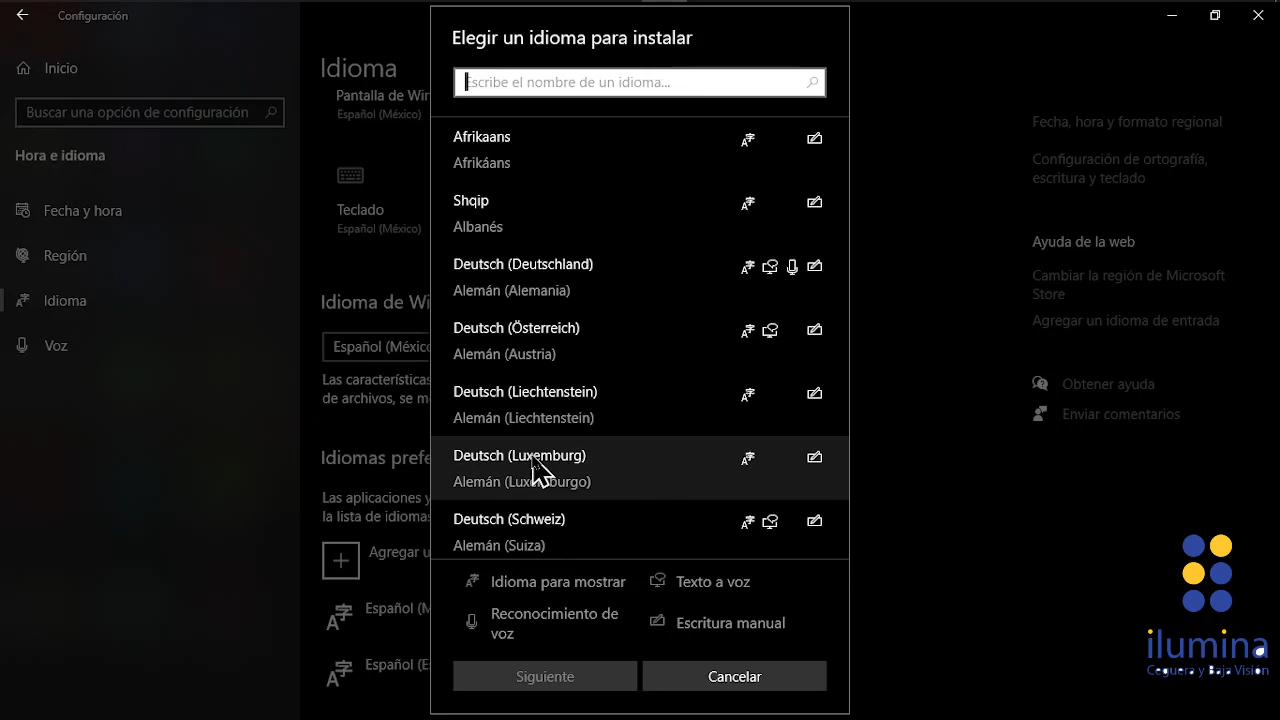 Configuración
Inicio
Buscar una opción de configuración
Hora e idioma
Fecha y hora
Región
Idioma
Voz
Idioma
Pantalla de Wir
Español (México)
Teclado
Español (México)
Idioma de Wi
Español (Méxic
Las características
de archivos, se m
Idiomas prefe
Las aplicaciones y
la lista de idiomas
Agregar u
Español (M
Español (E
Elegir un idioma para instalar
Escribe el nombre de un idioma...
Afrikaans
Afrikáans
Shqip
Albanés
Deutsch (Deutschland)
Alemán (Alemania)
Deutsch (Österreich)
Alemán (Austria)
Deutsch (Liechtenstein)
Alemán (Liechtenstein)
Deutsch (Luxemburg)
Alemán (Luxemburgo)
Deutsch (Schweiz)
Alemán (Suiza)
Idioma para mostrar
Texto a voz
Reconocimiento de
voz
Escritura manual
Siguiente
Cancelar
Fecha, hora y formato regional
Configuración de ortografía,
escritura y teclado
Ayuda de la web
Cambiar la región de Microsoft
Store
Agregar un idioma de entrada
Obtener ayuda
Enviar comentarios
ilumina
Ceguera y Baja Visión